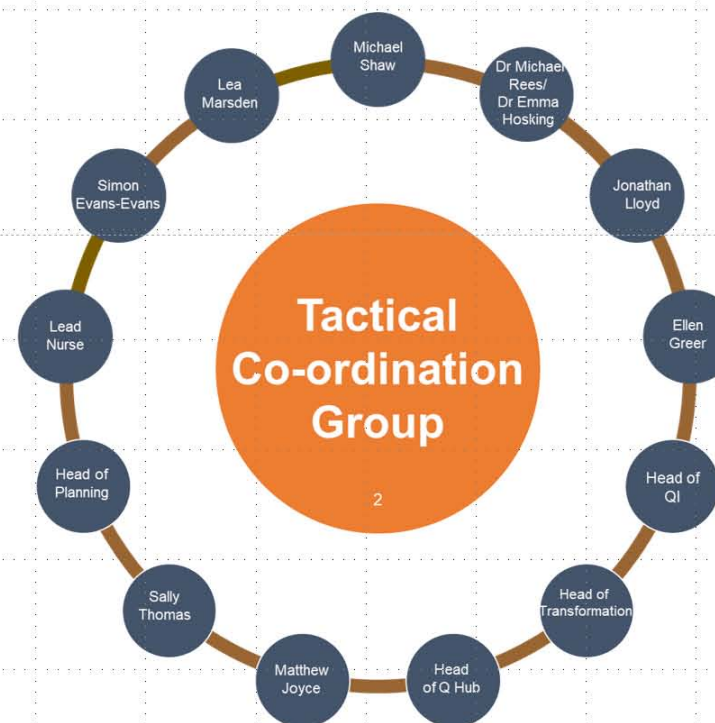 Michael
Shaw
Dr Michael
Rees/
Dr Emma
Hosking
Jonathan
Lloyd
Ellen
Greer
Head of
QI
Head of
Transformation
Head
of Q Hub
Matthew
Joyce
Sally
Thomas
Head of
Planning
Lead
Nurse
Simon
Evans-Evans
Lea
Marsden
Tactical
Co-ordination
Group
2